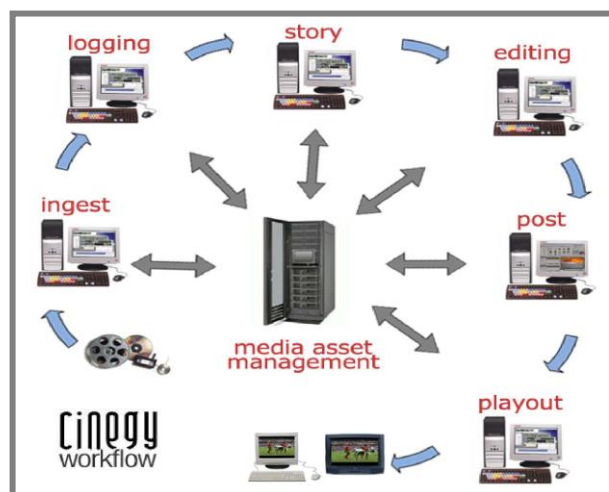 logging
story
editing
ingest
post
media asset
management
playout
cinegy
workflow